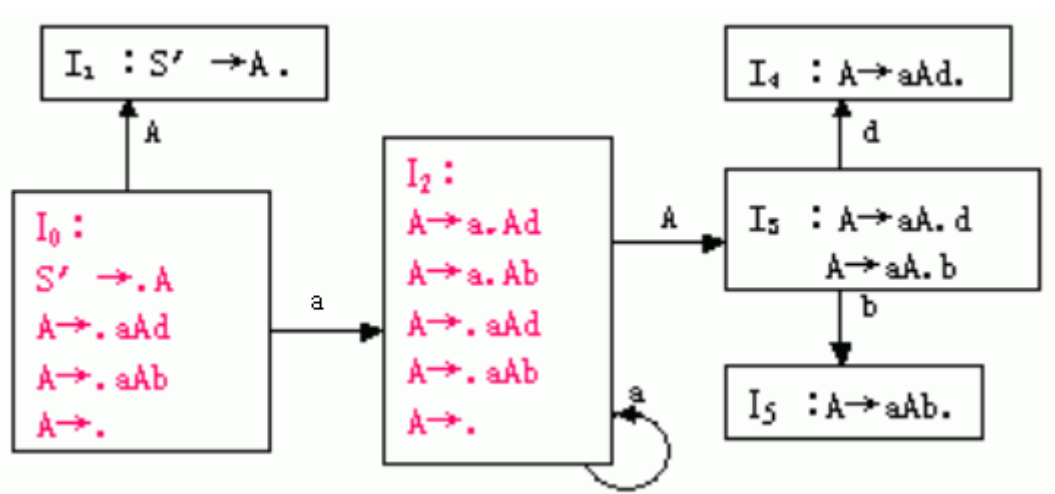 I₁ : S′ →A.
A
I₀ :
S′ →.A
A→.aAd
A→.aAb
A→.
a
I₂ :
A→a.Ad
A→a.Ab
A→.aAd
A→.aAb
A→.
a
A
I₄ : A→aAd.
d
I₃ : A→aA.d
A→aA.b
b
I₅ : A→aAb.